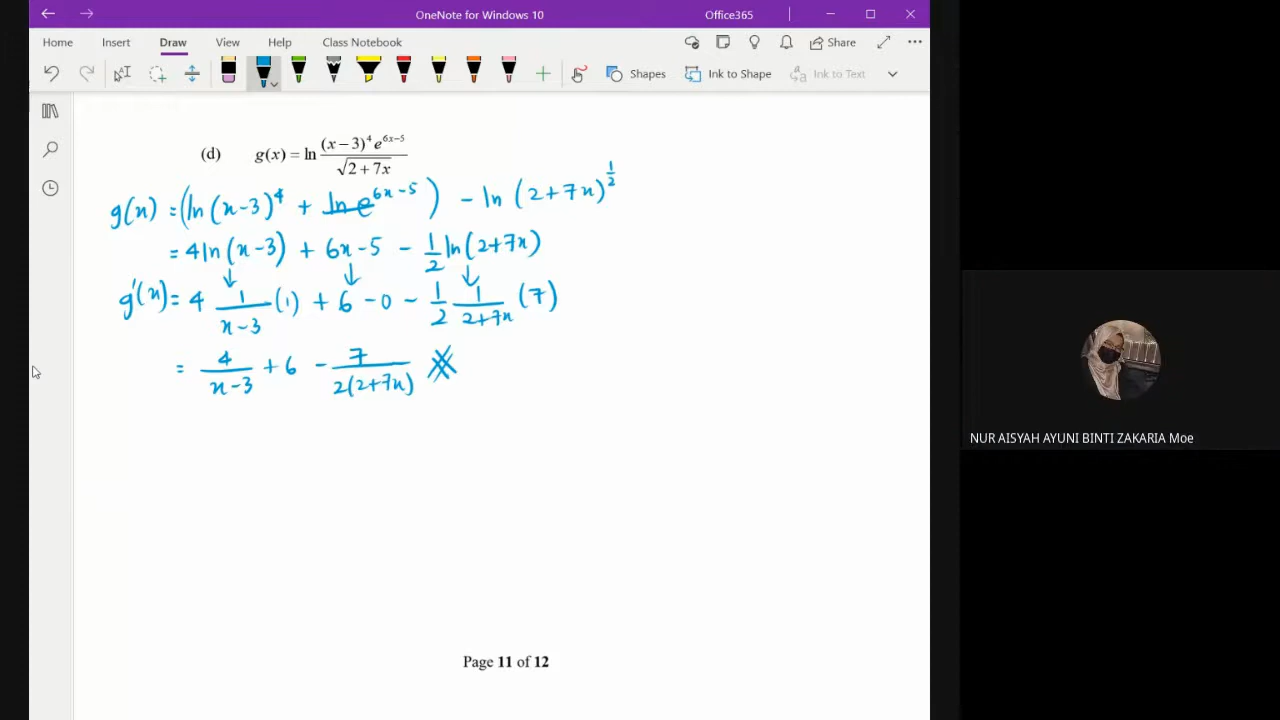 OneNote for Windows 10 Office365
Home Insert Draw View Help Class Notebook Share
Shapes Ink to Shape Ink to Text
(d) g(x) = ln (x − 3)⁴ e^(6x−5) / √(2 + 7x)
g(x) = (ln (x−3)⁴ + ln e^(6x−5)) − ln (2+7x)^(1/2)
= 4 ln (x−3) + 6x − 5 − 1/2 ln (2+7x)
g'(x) = 4 1/(x−3) (1) + 6 − 0 − 1/2 1/(2+7x) (7)
= 4/(x−3) + 6 − 7/(2(2+7x))
NUR AISYAH AYUNI BINTI ZAKARIA Moe
Page 11 of 12